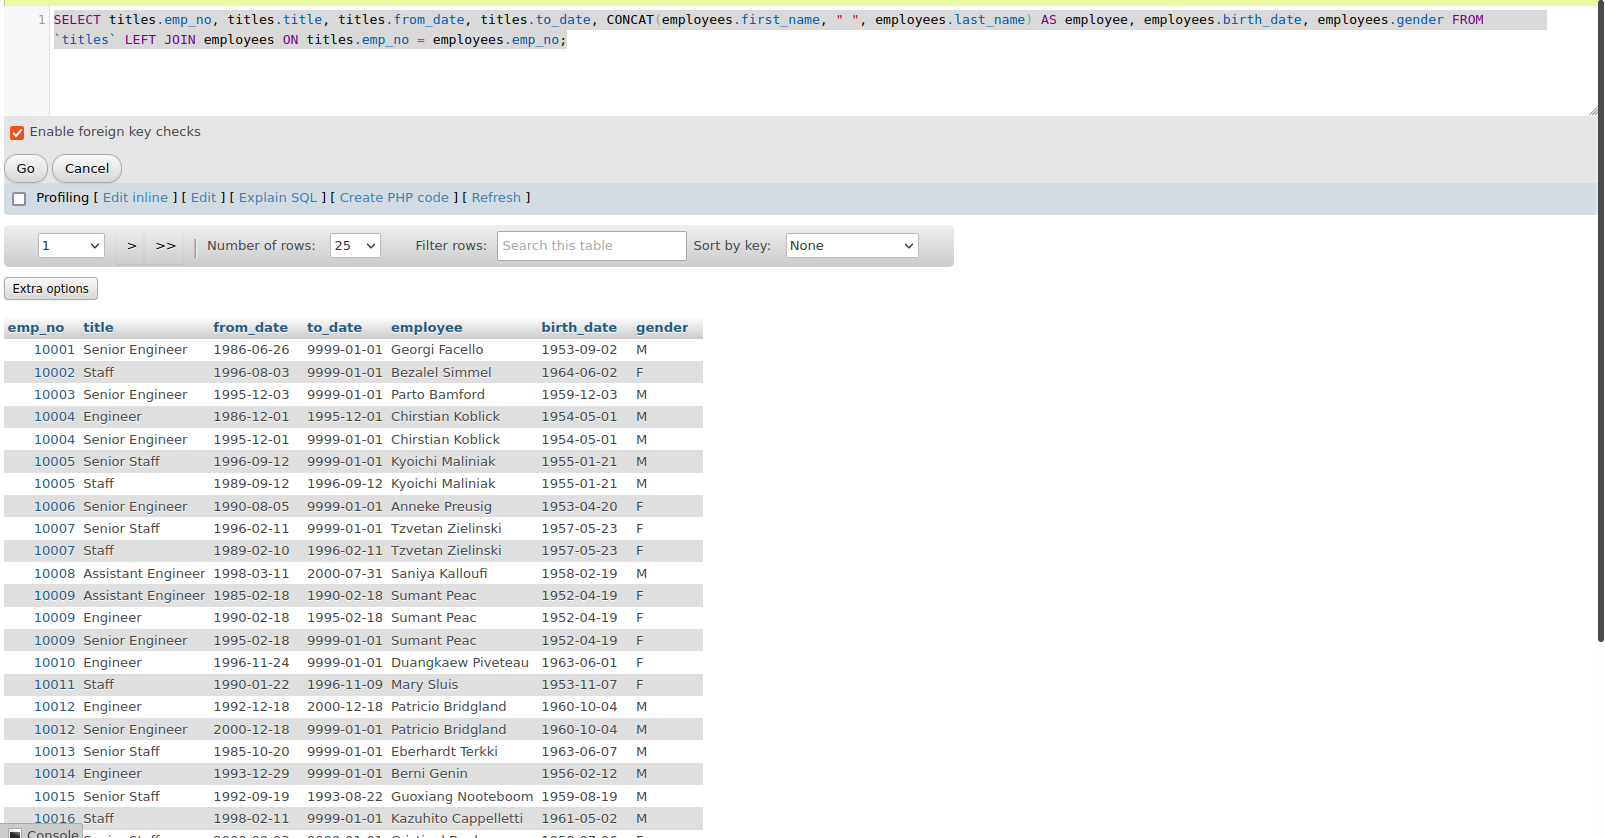 1 SELECT titles.emp_no, titles.title, titles.from_date, titles.to_date, CONCAT(employees.first_name, " ", employees.last_name) AS employee, employees.birth_date, employees.gender FROM
`titles` LEFT JOIN employees ON titles.emp_no = employees.emp_no;
Enable foreign key checks
Go Cancel
Profiling [ Edit inline ] [ Edit ] [ Explain SQL ] [ Create PHP code ] [ Refresh ]
1 > >> | Number of rows: 25 Filter rows: Search this table Sort by key: None
Extra options
emp_no title from_date to_date employee birth_date gender
10001 Senior Engineer 1986-06-26 9999-01-01 Georgi Facello 1953-09-02 M
10002 Staff 1996-08-03 9999-01-01 Bezalel Simmel 1964-06-02 F
10003 Senior Engineer 1995-12-03 9999-01-01 Parto Bamford 1959-12-03 M
10004 Engineer 1986-12-01 1995-12-01 Chirstian Koblick 1954-05-01 M
10004 Senior Engineer 1995-12-01 9999-01-01 Chirstian Koblick 1954-05-01 M
10005 Senior Staff 1996-09-12 9999-01-01 Kyoichi Maliniak 1955-01-21 M
10005 Staff 1989-09-12 1996-09-12 Kyoichi Maliniak 1955-01-21 M
10006 Senior Engineer 1990-08-05 9999-01-01 Anneke Preusig 1953-04-20 F
10007 Senior Staff 1996-02-11 9999-01-01 Tzvetan Zielinski 1957-05-23 F
10007 Staff 1989-02-10 1996-02-11 Tzvetan Zielinski 1957-05-23 F
10008 Assistant Engineer 1998-03-11 2000-07-31 Saniya Kalloufi 1958-02-19 M
10009 Assistant Engineer 1985-02-18 1990-02-18 Sumant Peac 1952-04-19 F
10009 Engineer 1990-02-18 1995-02-18 Sumant Peac 1952-04-19 F
10009 Senior Engineer 1995-02-18 9999-01-01 Sumant Peac 1952-04-19 F
10010 Engineer 1996-11-24 9999-01-01 Duangkaew Piveteau 1963-06-01 F
10011 Staff 1990-01-22 1996-11-09 Mary Sluis 1953-11-07 F
10012 Engineer 1992-12-18 2000-12-18 Patricio Bridgland 1960-10-04 M
10012 Senior Engineer 2000-12-18 9999-01-01 Patricio Bridgland 1960-10-04 M
10013 Senior Staff 1985-10-20 9999-01-01 Eberhardt Terkki 1963-06-07 M
10014 Engineer 1993-12-29 9999-01-01 Berni Genin 1956-02-12 M
10015 Senior Staff 1992-09-19 1993-08-22 Guoxiang Nooteboom 1959-08-19 M
10016 Staff 1998-02-11 9999-01-01 Kazuhito Cappelletti 1961-05-02 M
Console